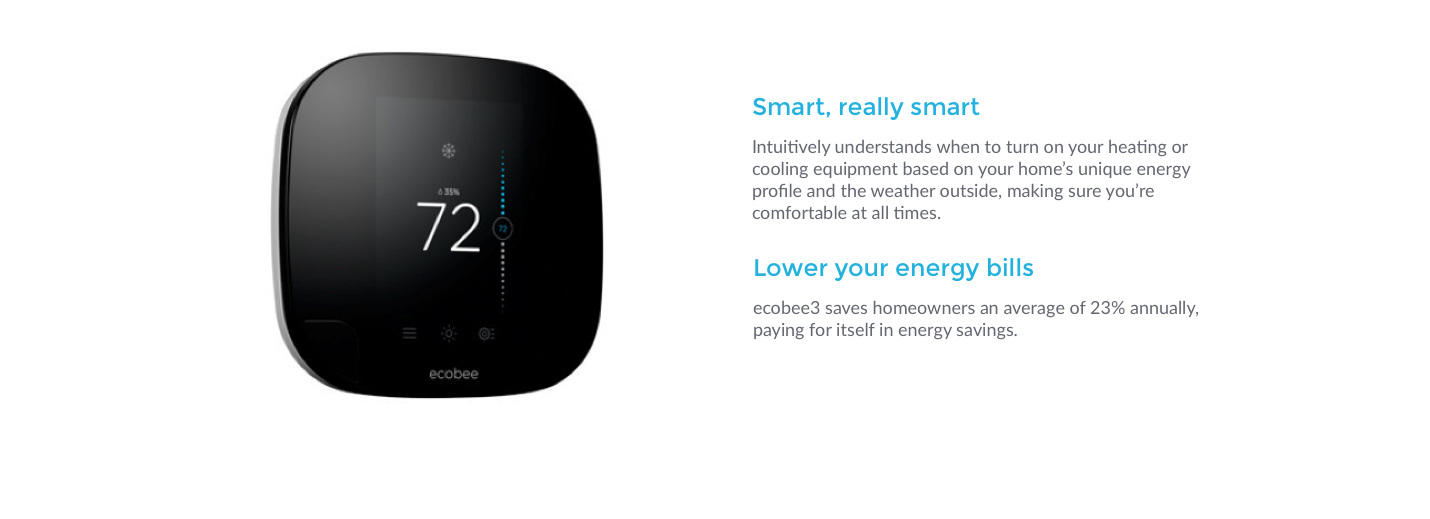 35%
72
72
ecobee
Smart, really smart
Intuitively understands when to turn on your heating or
cooling equipment based on your home's unique energy
profile and the weather outside, making sure you're
comfortable at all times.
Lower your energy bills
ecobee3 saves homeowners an average of 23% annually,
paying for itself in energy savings.